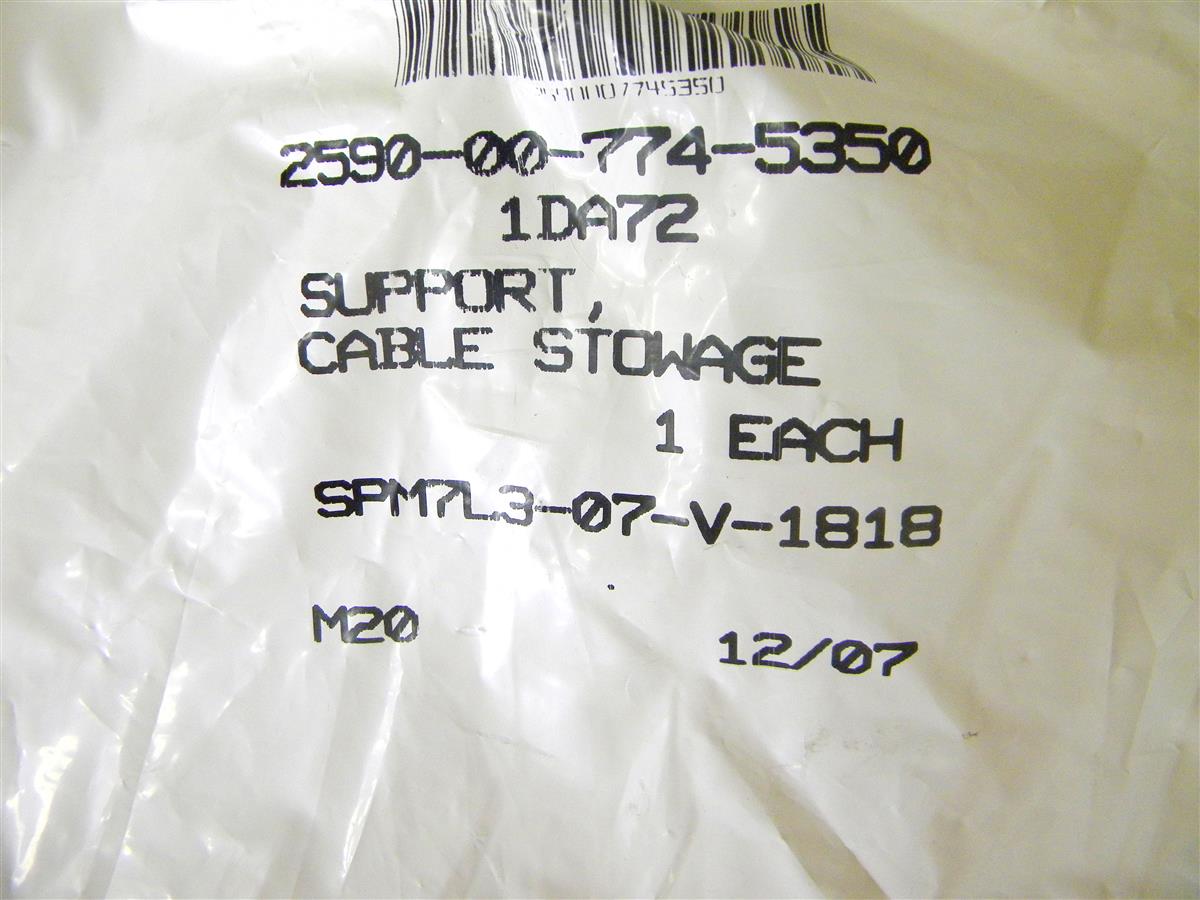 2590-00-774-5350
1DA72
SUPPORT,
CABLE STOWAGE
1 EACH
SPM7L3-07-V-1818
M20
12/07